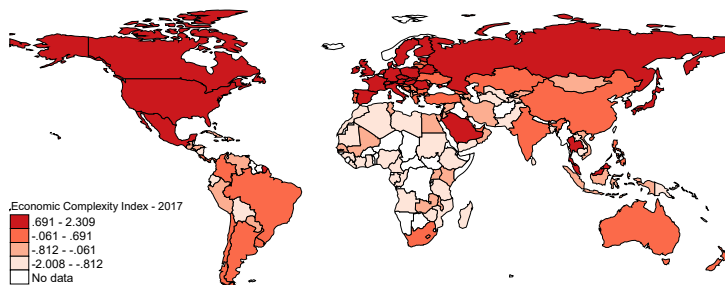 Economic Complexity Index - 2017
.691 - 2.309
-.061 - .691
-.812 - -.061
-2.008 - -.812
No data